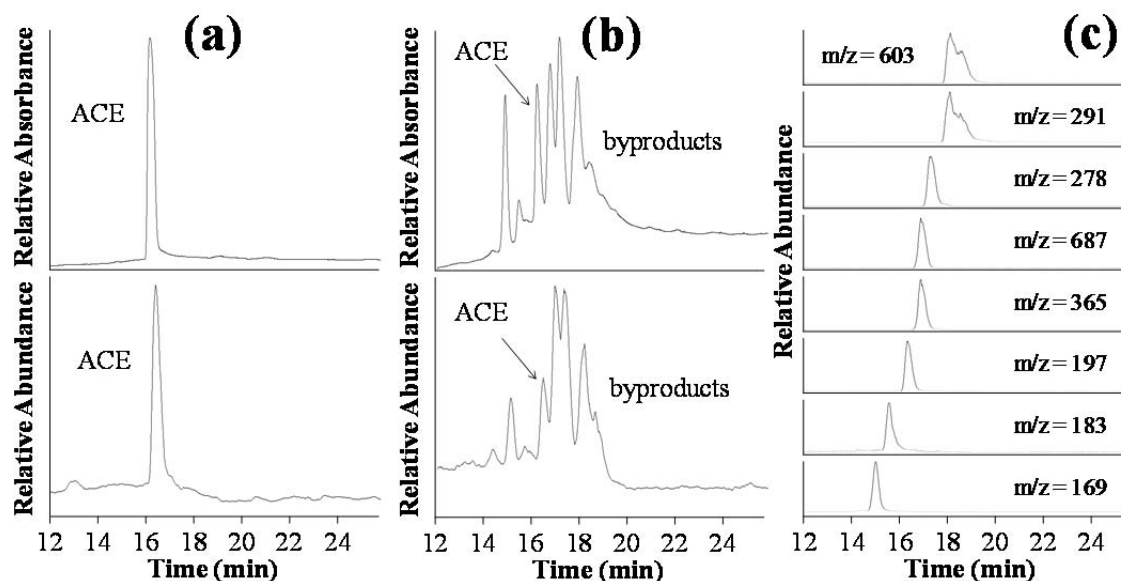 (a)
Relative Absorbance
ACE
Relative Abundance
ACE
12 14 16 18 20 22 24
Time (min)
(b)
Relative Absorbance
ACE
byproducts
Relative Abundance
ACE
byproducts
12 14 16 18 20 22 24
Time (min)
(c)
Relative Abundance
m/z = 603
m/z = 291
m/z = 278
m/z = 687
m/z = 365
m/z = 197
m/z = 183
m/z = 169
12 14 16 18 20 22 24
Time (min)